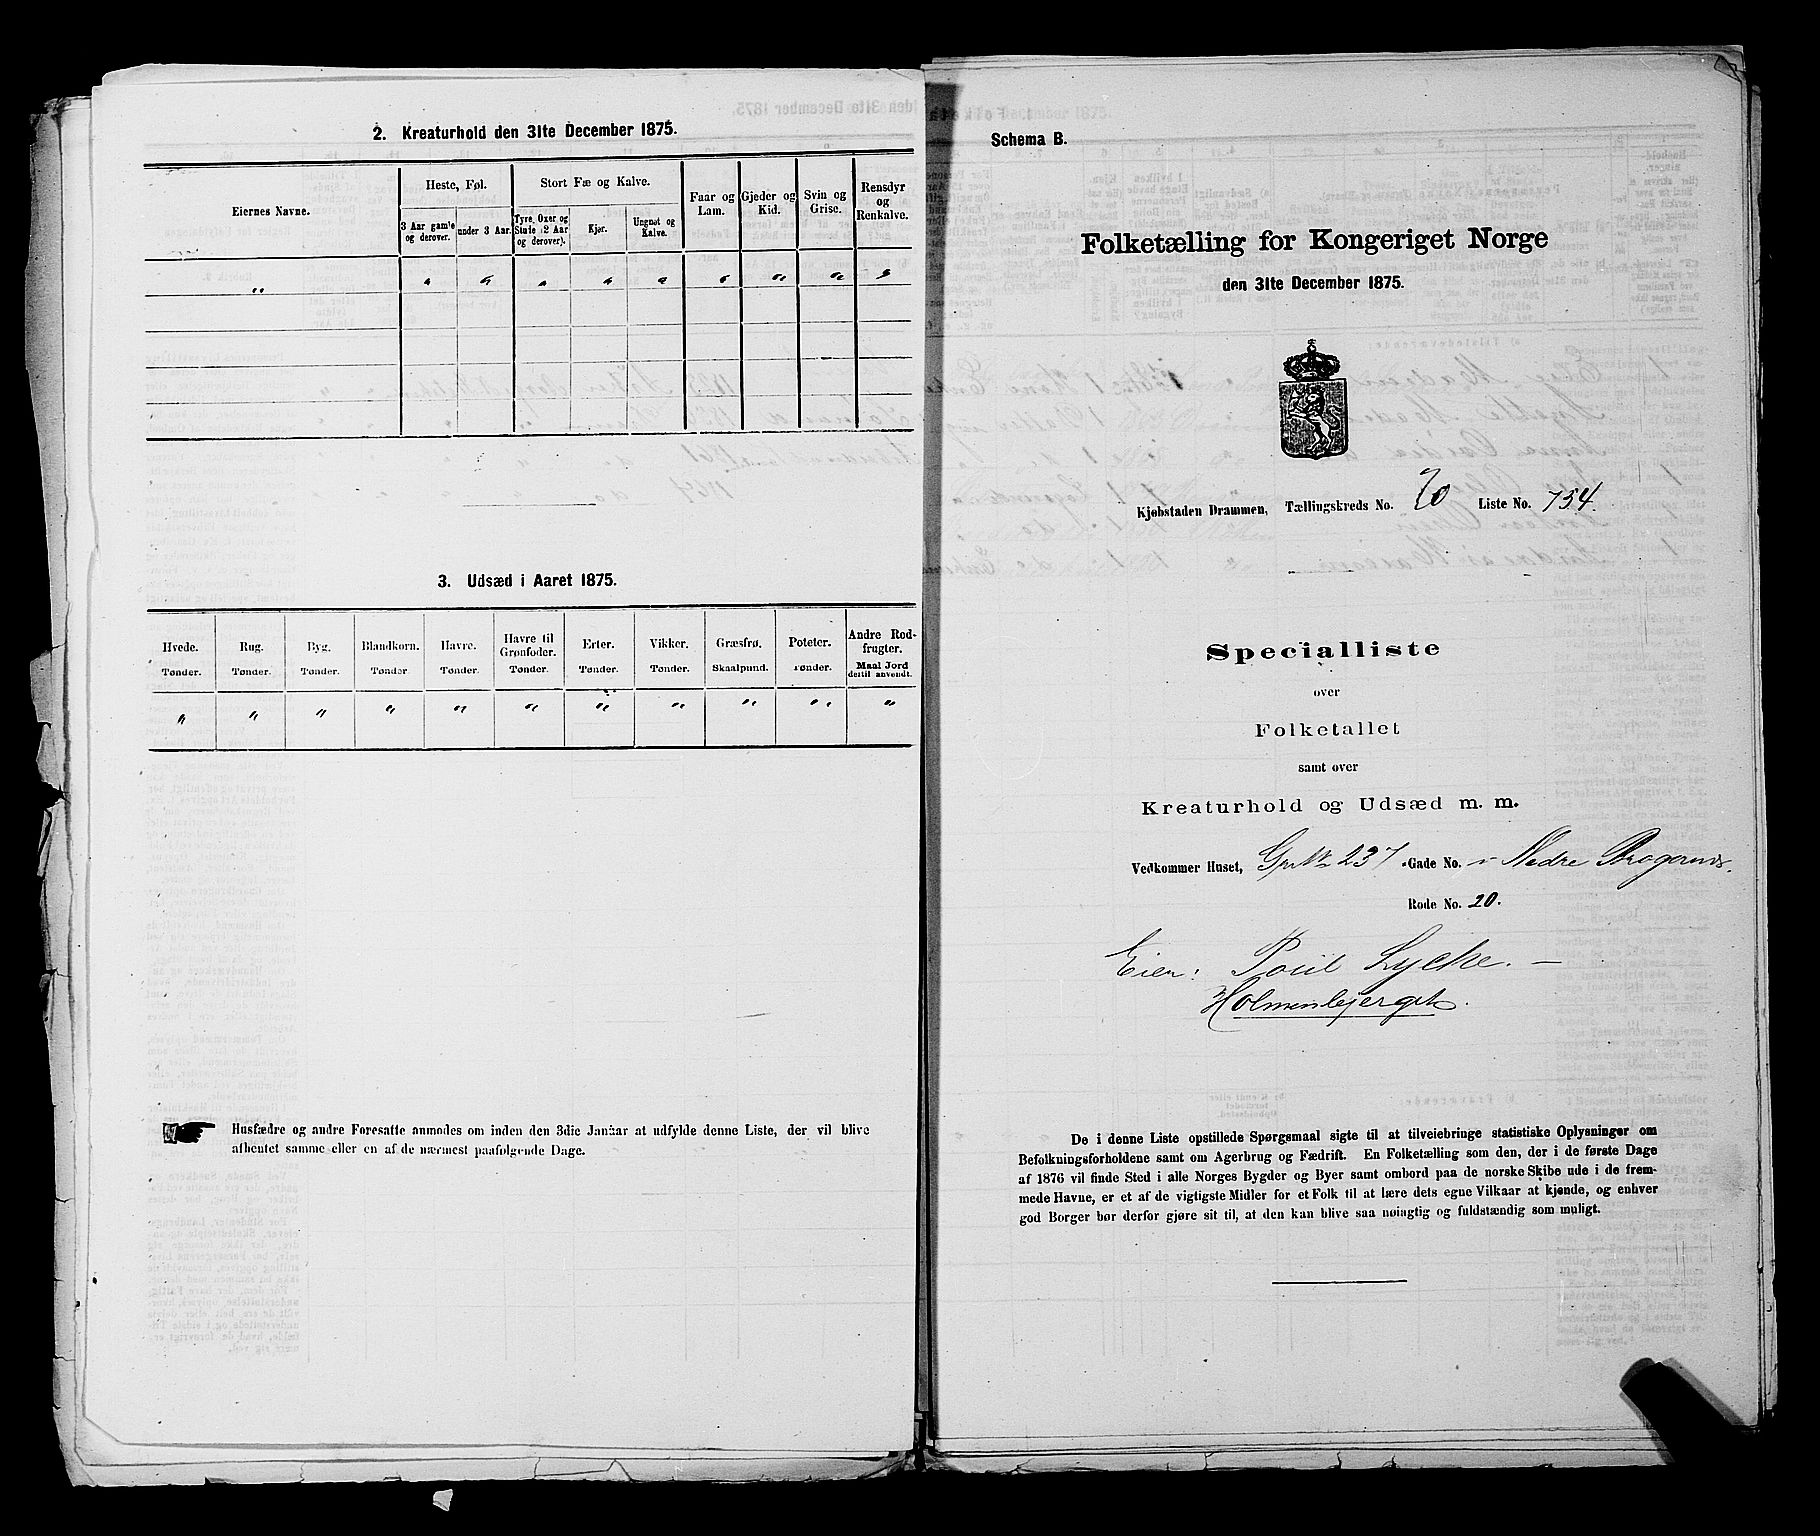 2. Kreaturhold den 31te December 1875.
Eiernes Navne.
Heste, Føl.
Stort Fæ og Kalve.
Faar og Lam.
Gjeder og Kid.
Svin og Grise.
Rensdyr og Renkalve.
3 Aar gamle og derover.
under 3 Aar.
Tyre, Oxer og Stude (2 Aar og derover).
Kjør.
Ungnøt og Kalve.
" " " " " " " " " "
3. Udsæd i Aaret 1875.
Hvede. Rug. Byg. Blandkorn. Havre. Havre til Grønfoder. Erter. Vikker. Græsfrø. Poteter. Andre Rodfrugter.
Tønder. Tønder. Tønder. Tønder Tønder. Tønder. Tønder. Tønder. Skaalpund. Tønder. Maal Jord dertil anvendt.
" " " " " " " " " " "
Husfædre og andre Foresatte anmodes om inden den 3die Januar at udfylde denne Liste, der vil blive
afhentet samme eller en af de nærmest paafølgende Dage.
Schema B.
Folketælling for Kongeriget Norge
den 31te December 1875.
Kjøbstaden Drammen, Tællingskreds No. 20 Liste No. 754.
Specialliste
over
Folketallet
samt over
Kreaturhold og Udsæd m. m.
Vedkommer Huset, 237 Gade No. Nedre
Rode No. 20.
Eier: Poul Lycke.
De i denne Liste opstillede Spørgsmaal sigte til at tilveiebringe statistiske Oplysninger om
Befolkningsforholdene samt om Agerbrug og Fædrift. En Folketælling som den, der i de første Dage
af 1876 vil finde Sted i alle Norges Bygder og Byer samt ombord paa de norske Skibe ude i de frem-
mede Havne, er et af de vigtigste Midler for et Folk til at lære dets egne Vilkaar at kjende, og enhver
god Borger bør derfor gjøre sit til, at den kan blive saa nøiagtig og fuldstændig som muligt.